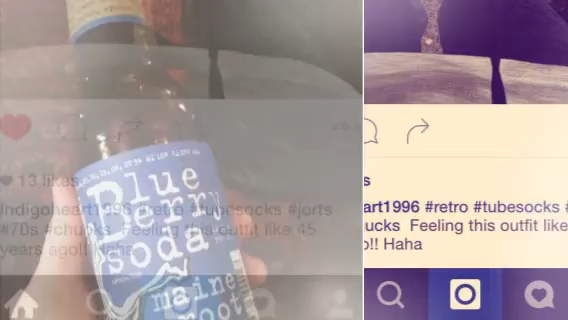 13 likes
Indigoheart1996 #retro #tubesocks #jorts
#70s #chucks Feeling this outfit like 45
years ago!! Haha
Blue
Berry
soda
maine
root
s
art1996 #retro #tubesocks #
ucks Feeling this outfit like
o!! Haha